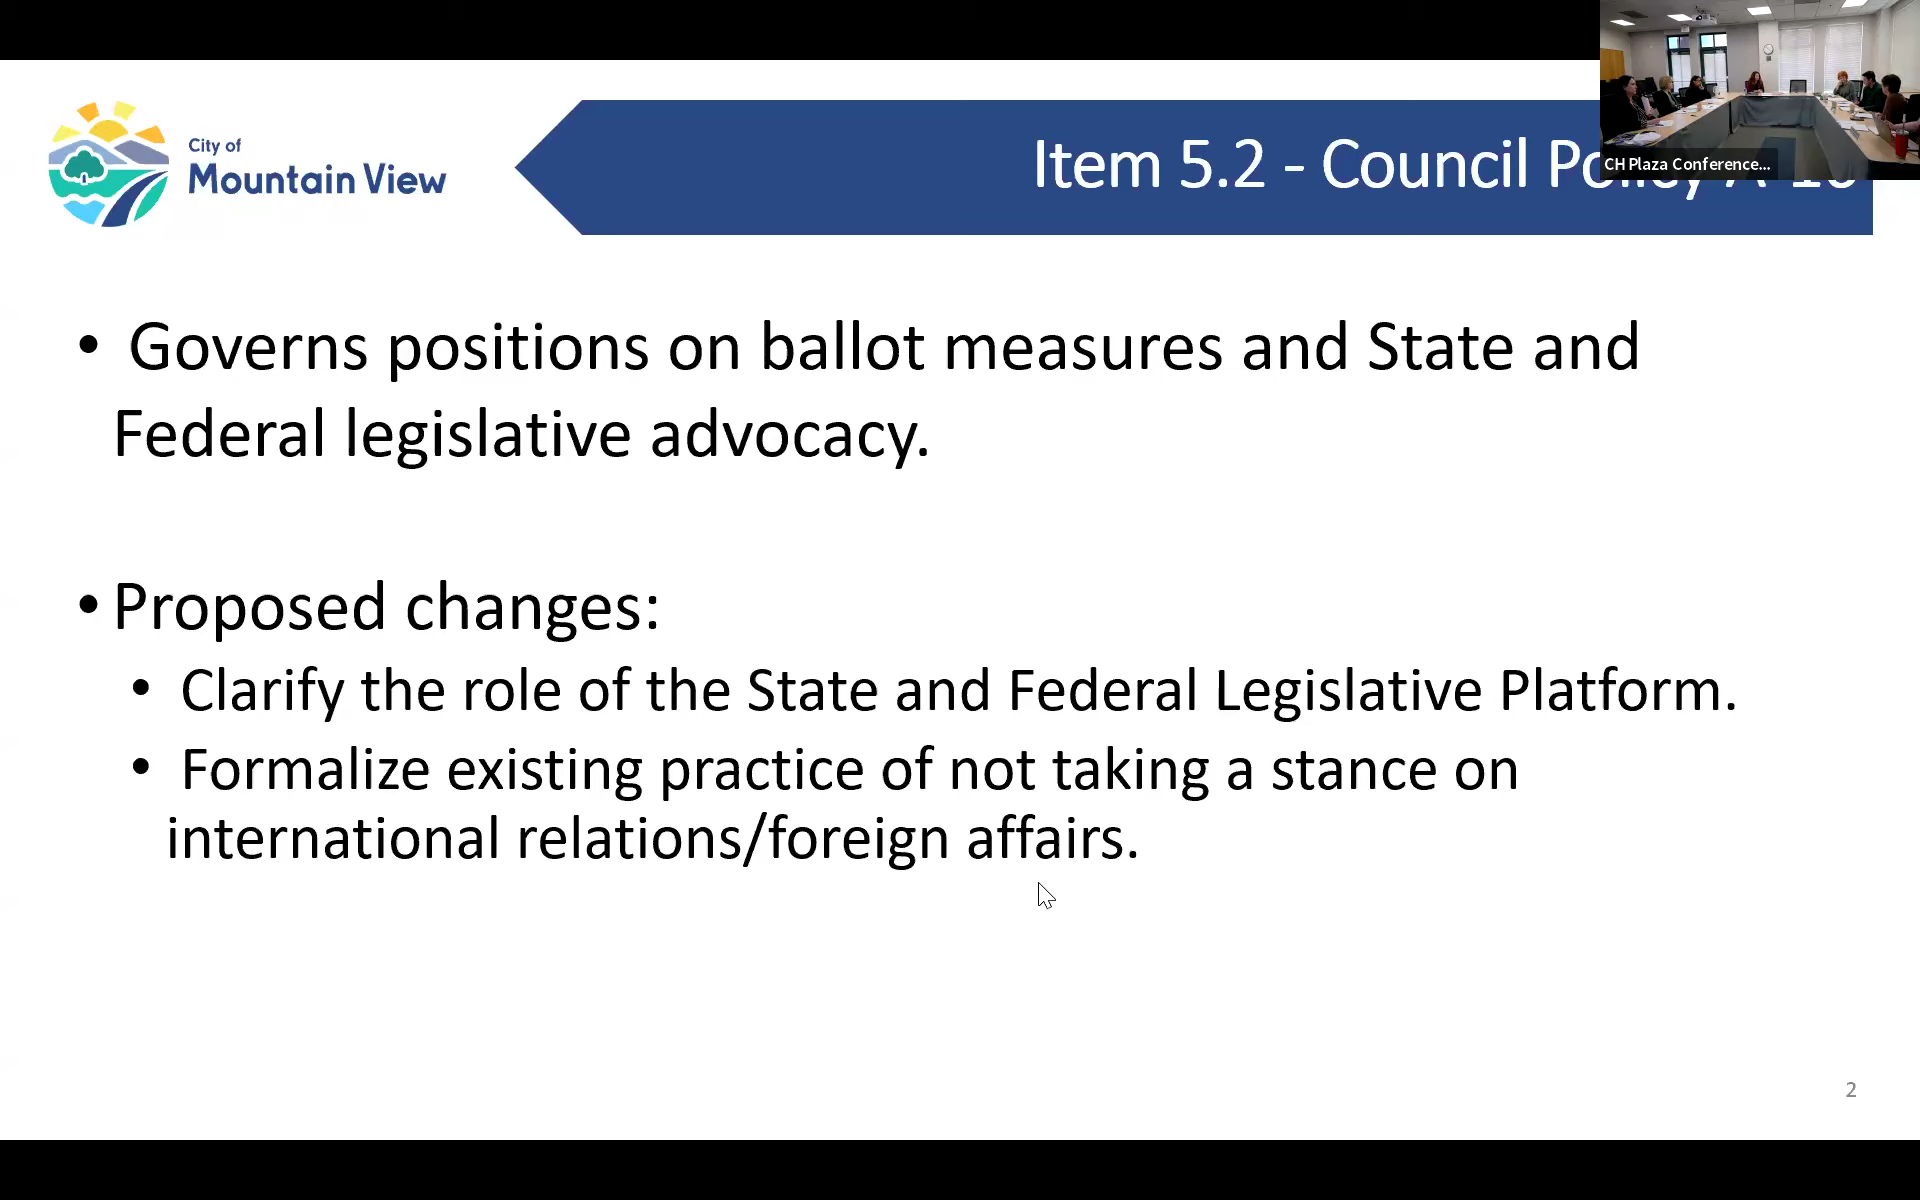 City of
Mountain View
Item 5.2 - Council Policy
CH Plaza Conference...
• Governs positions on ballot measures and State and
Federal legislative advocacy.
• Proposed changes:
• Clarify the role of the State and Federal Legislative Platform.
• Formalize existing practice of not taking a stance on
international relations/foreign affairs.
2